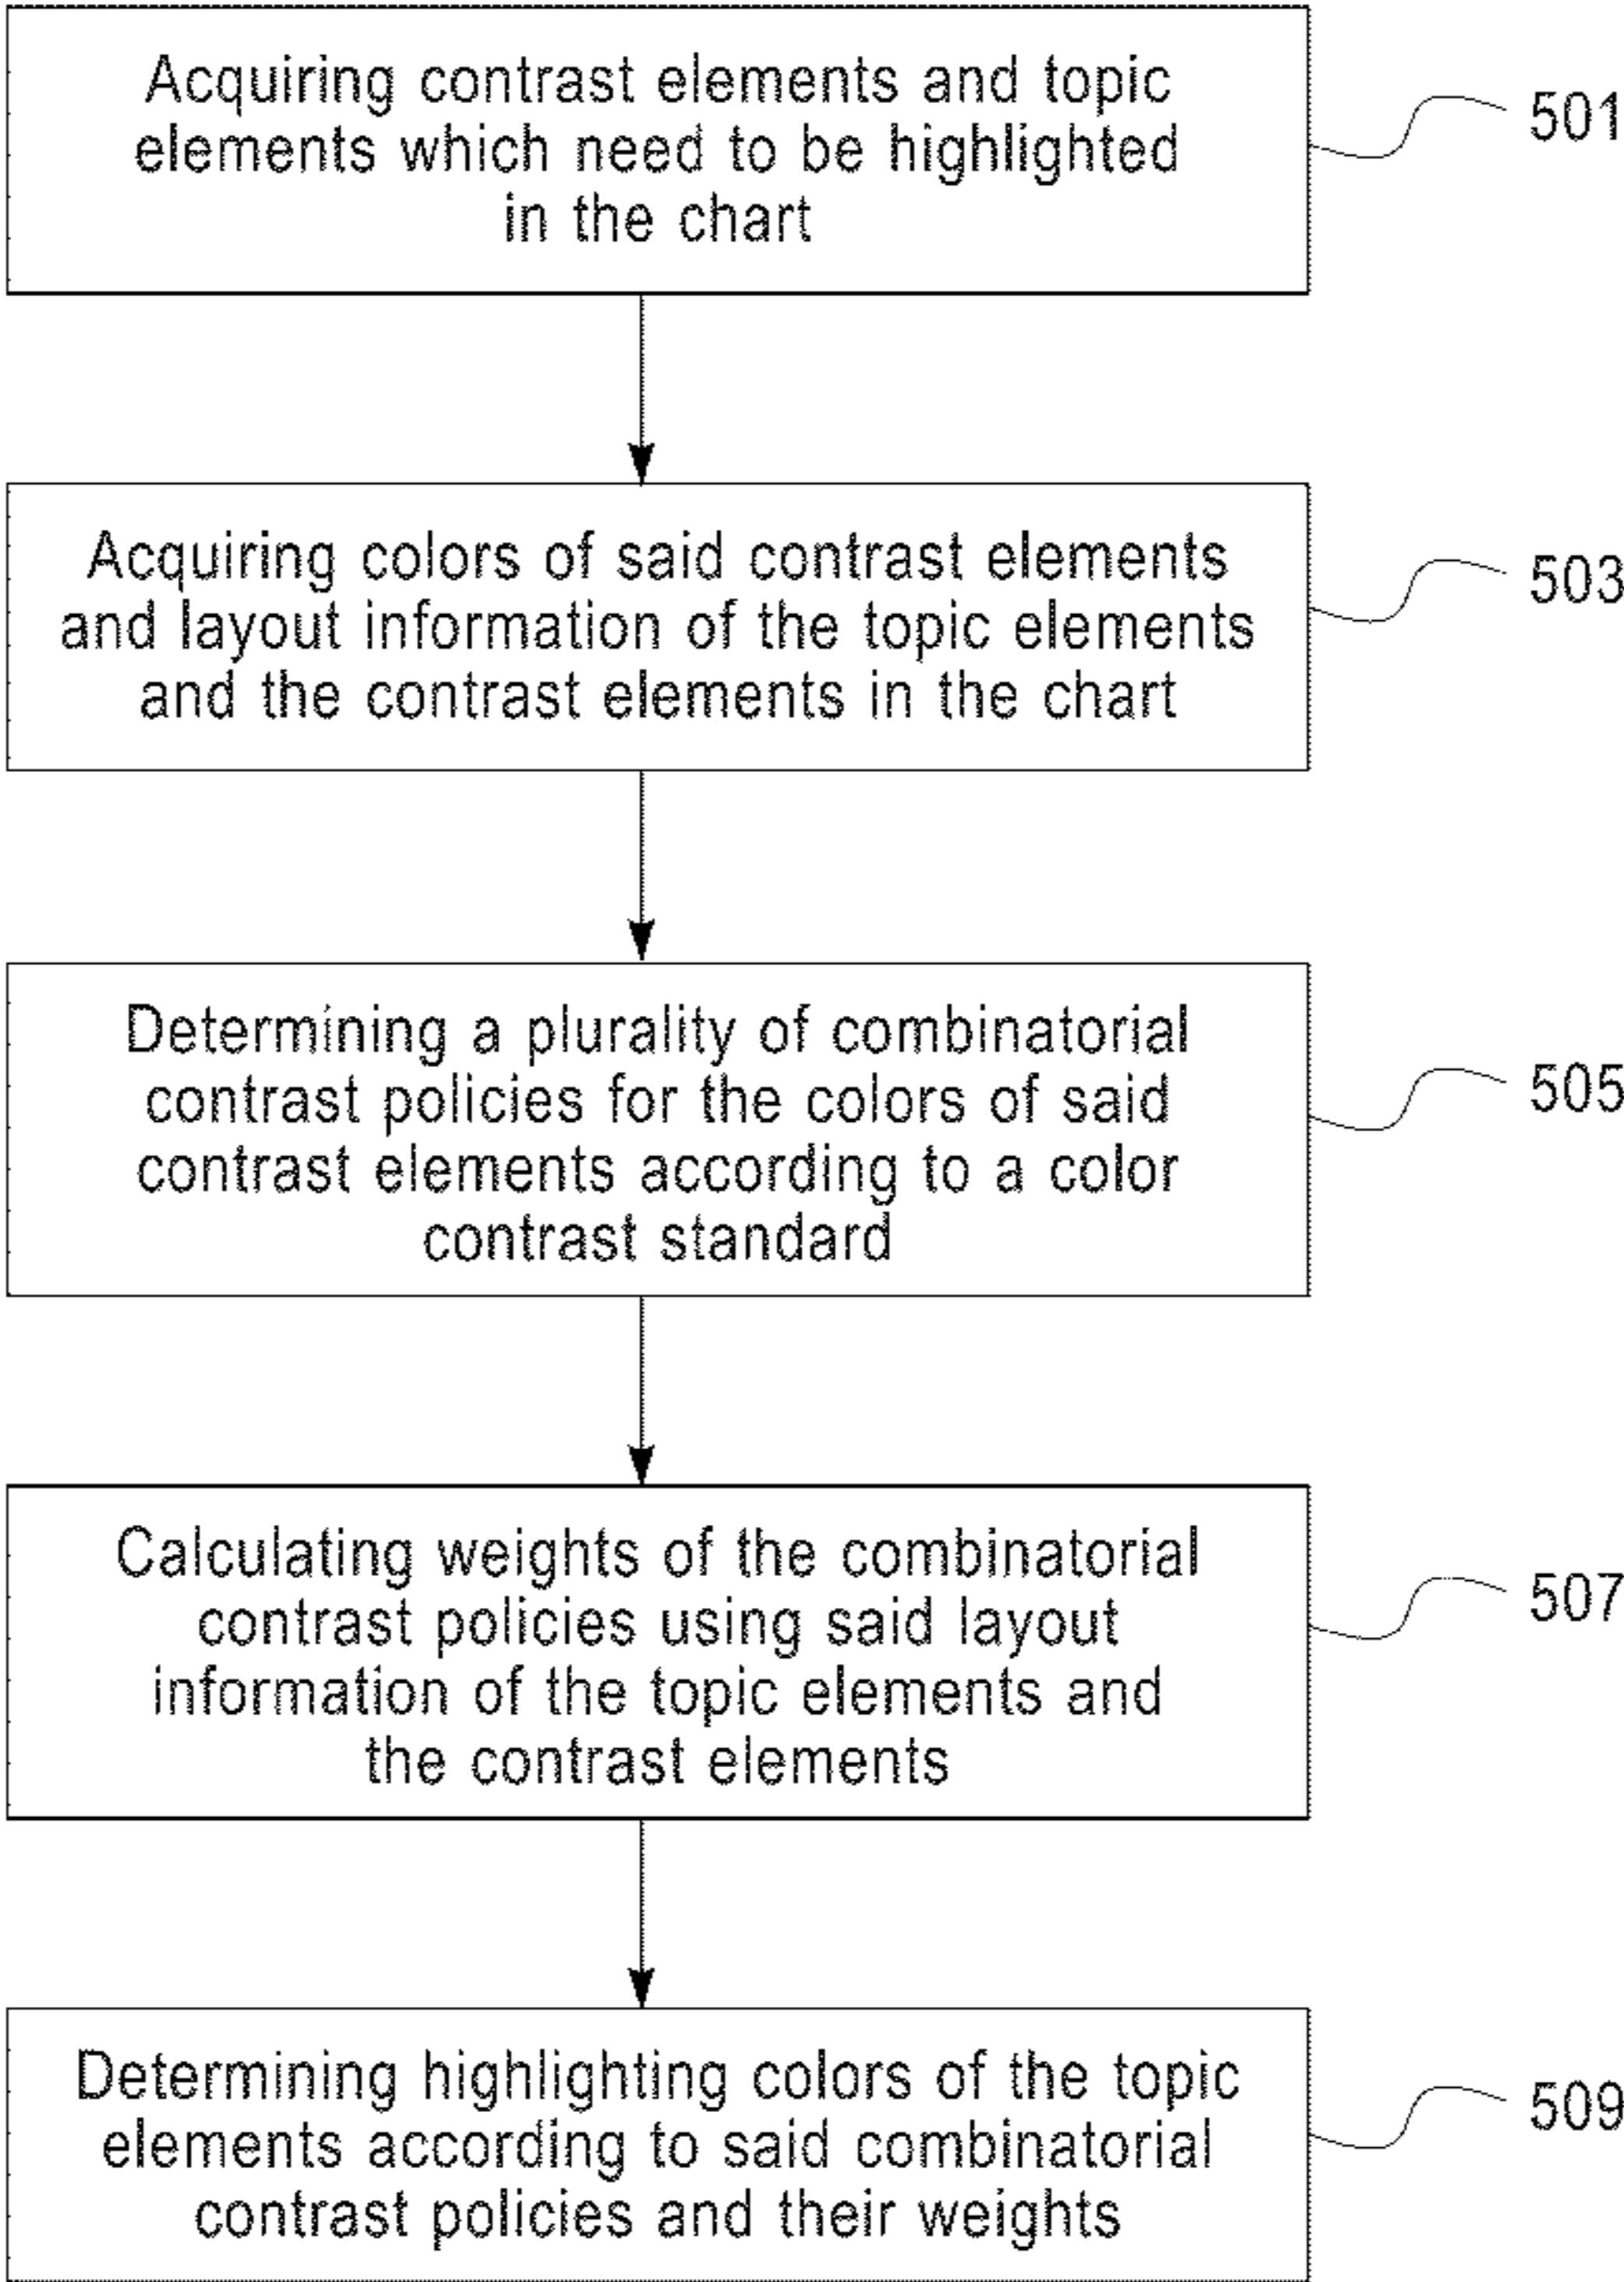 Acquiring contrast elements and topic
elements which need to be highlighted
in the chart
501
Acquiring colors of said contrast elements
and layout information of the topic elements
and the contrast elements in the chart
503
Determining a plurality of combinatorial
contrast policies for the colors of said
contrast elements according to a color
contrast standard
505
Calculating weights of the combinatorial
contrast policies using said layout
information of the topic elements and
the contrast elements
507
Determining highlighting colors of the topic
elements according to said combinatorial
contrast policies and their weights
509